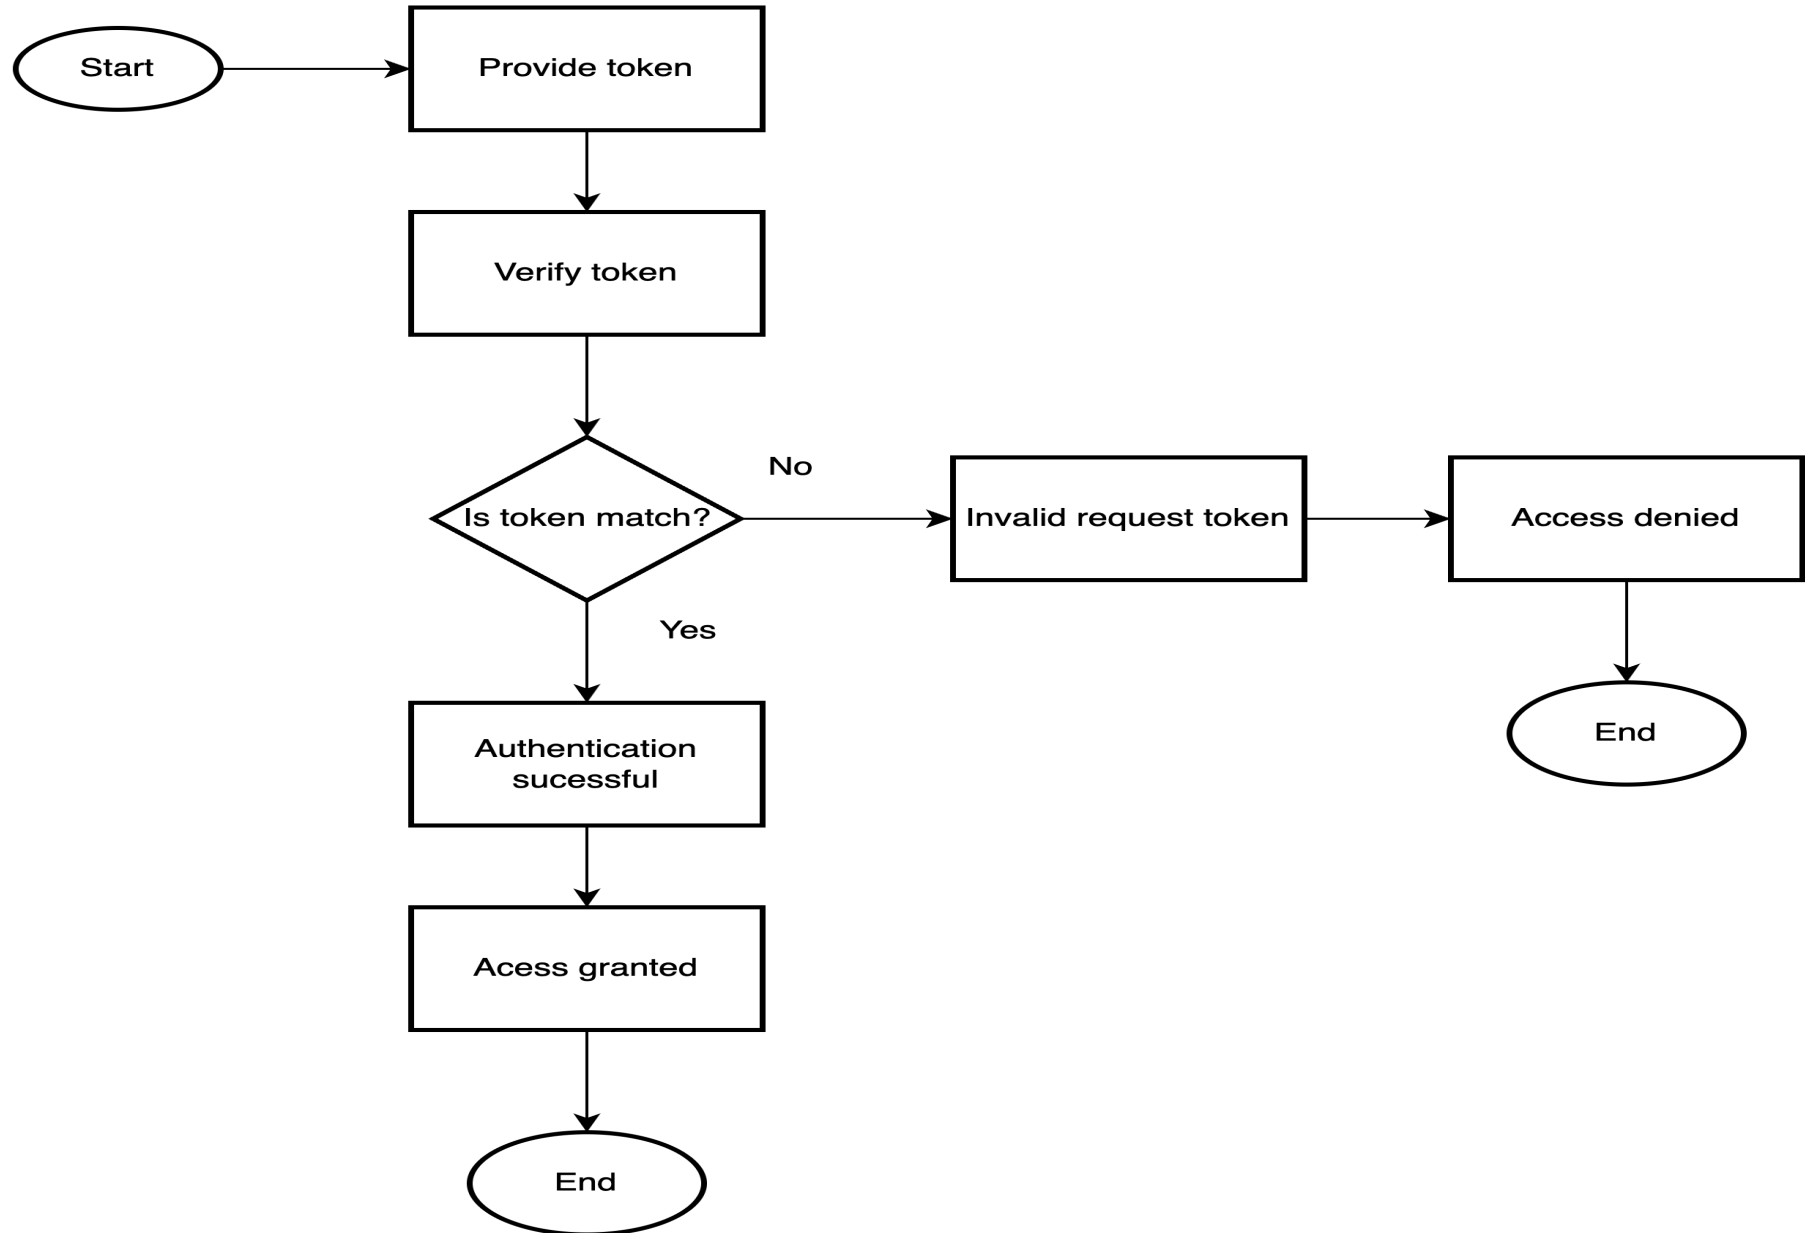 Start
Provide token
Verify token
Is token match?
No
Invalid request token
Access denied
Yes
End
Authentication
sucessful
Acess granted
End